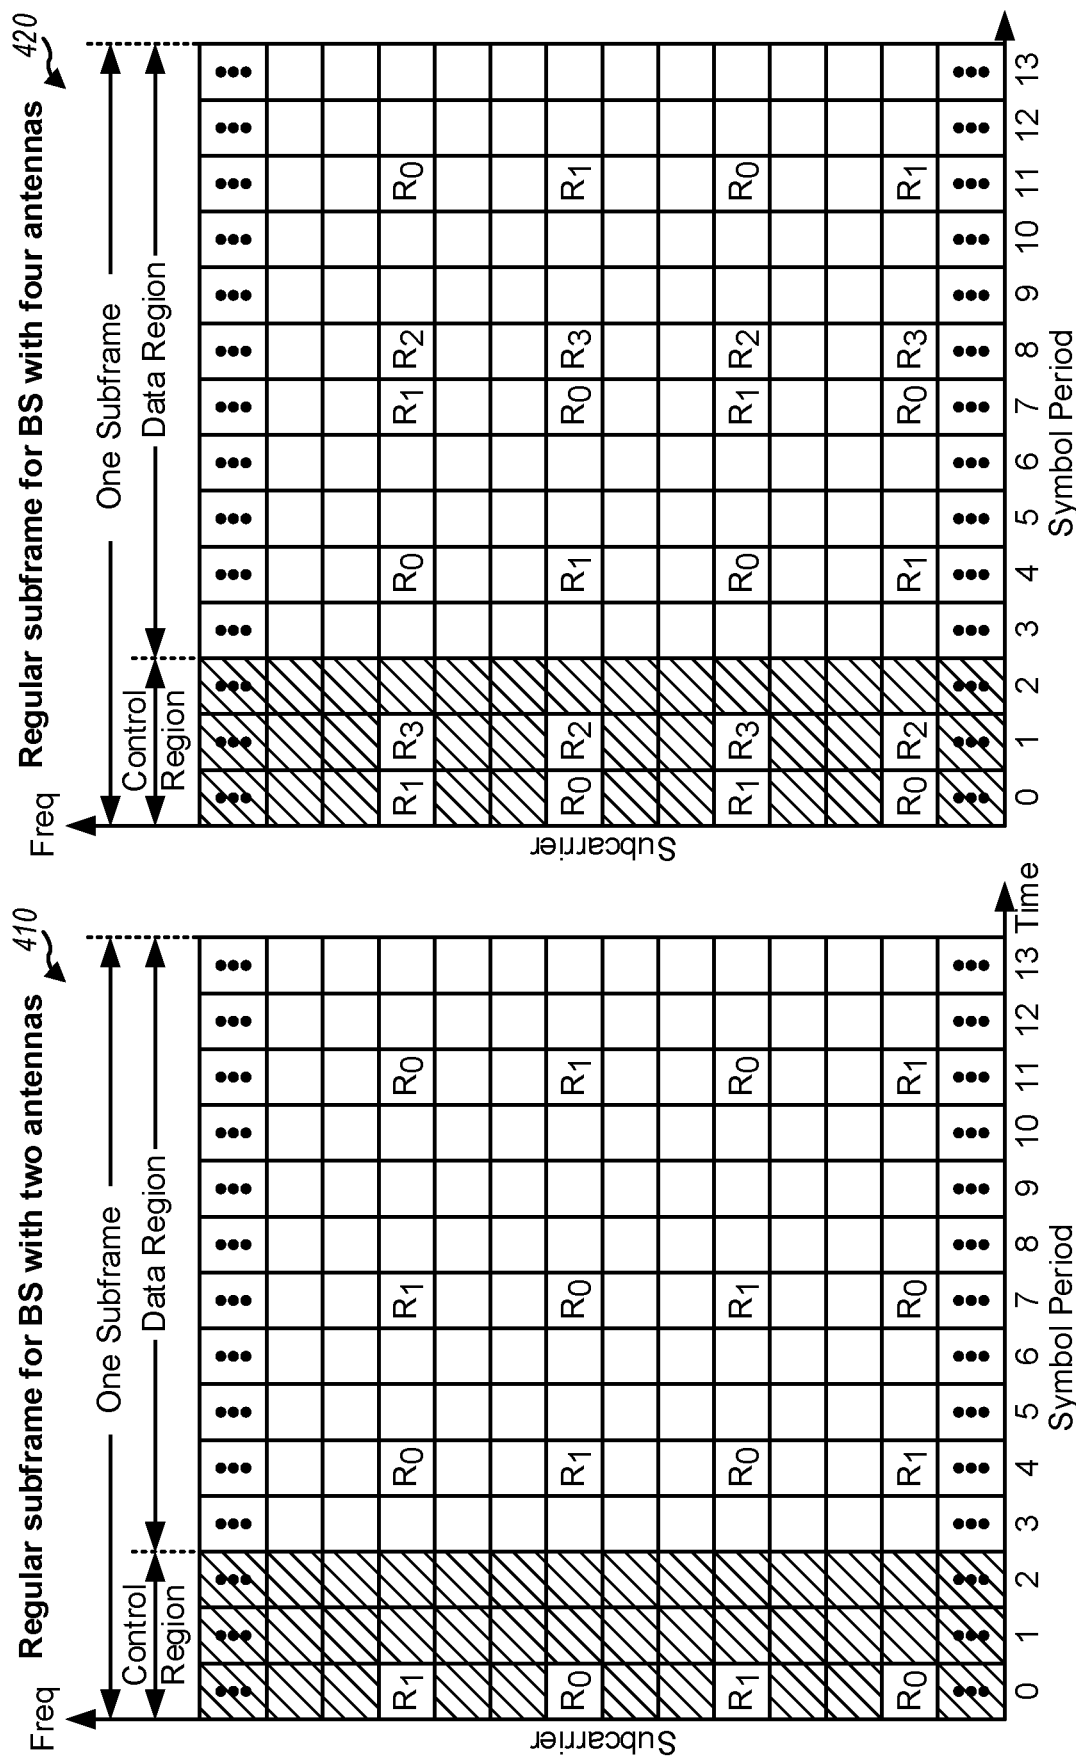 Regular subframe for BS with two antennas
410
Freq
One Subframe
Control
Region
Data Region
Subcarrier
R1 R0 R1 R0
R0 R1 R0 R1
R1 R0 R1 R0
R0 R1 R0 R1
0 1 2 3 4 5 6 7 8 9 10 11 12 13 Time
Symbol Period
Regular subframe for BS with four antennas
420
Freq
One Subframe
Control
Region
Data Region
Subcarrier
R1 R3 R0 R1 R2 R0
R0 R2 R1 R0 R3 R1
R1 R3 R0 R1 R2 R0
R0 R2 R1 R0 R3 R1
0 1 2 3 4 5 6 7 8 9 10 11 12 13
Symbol Period